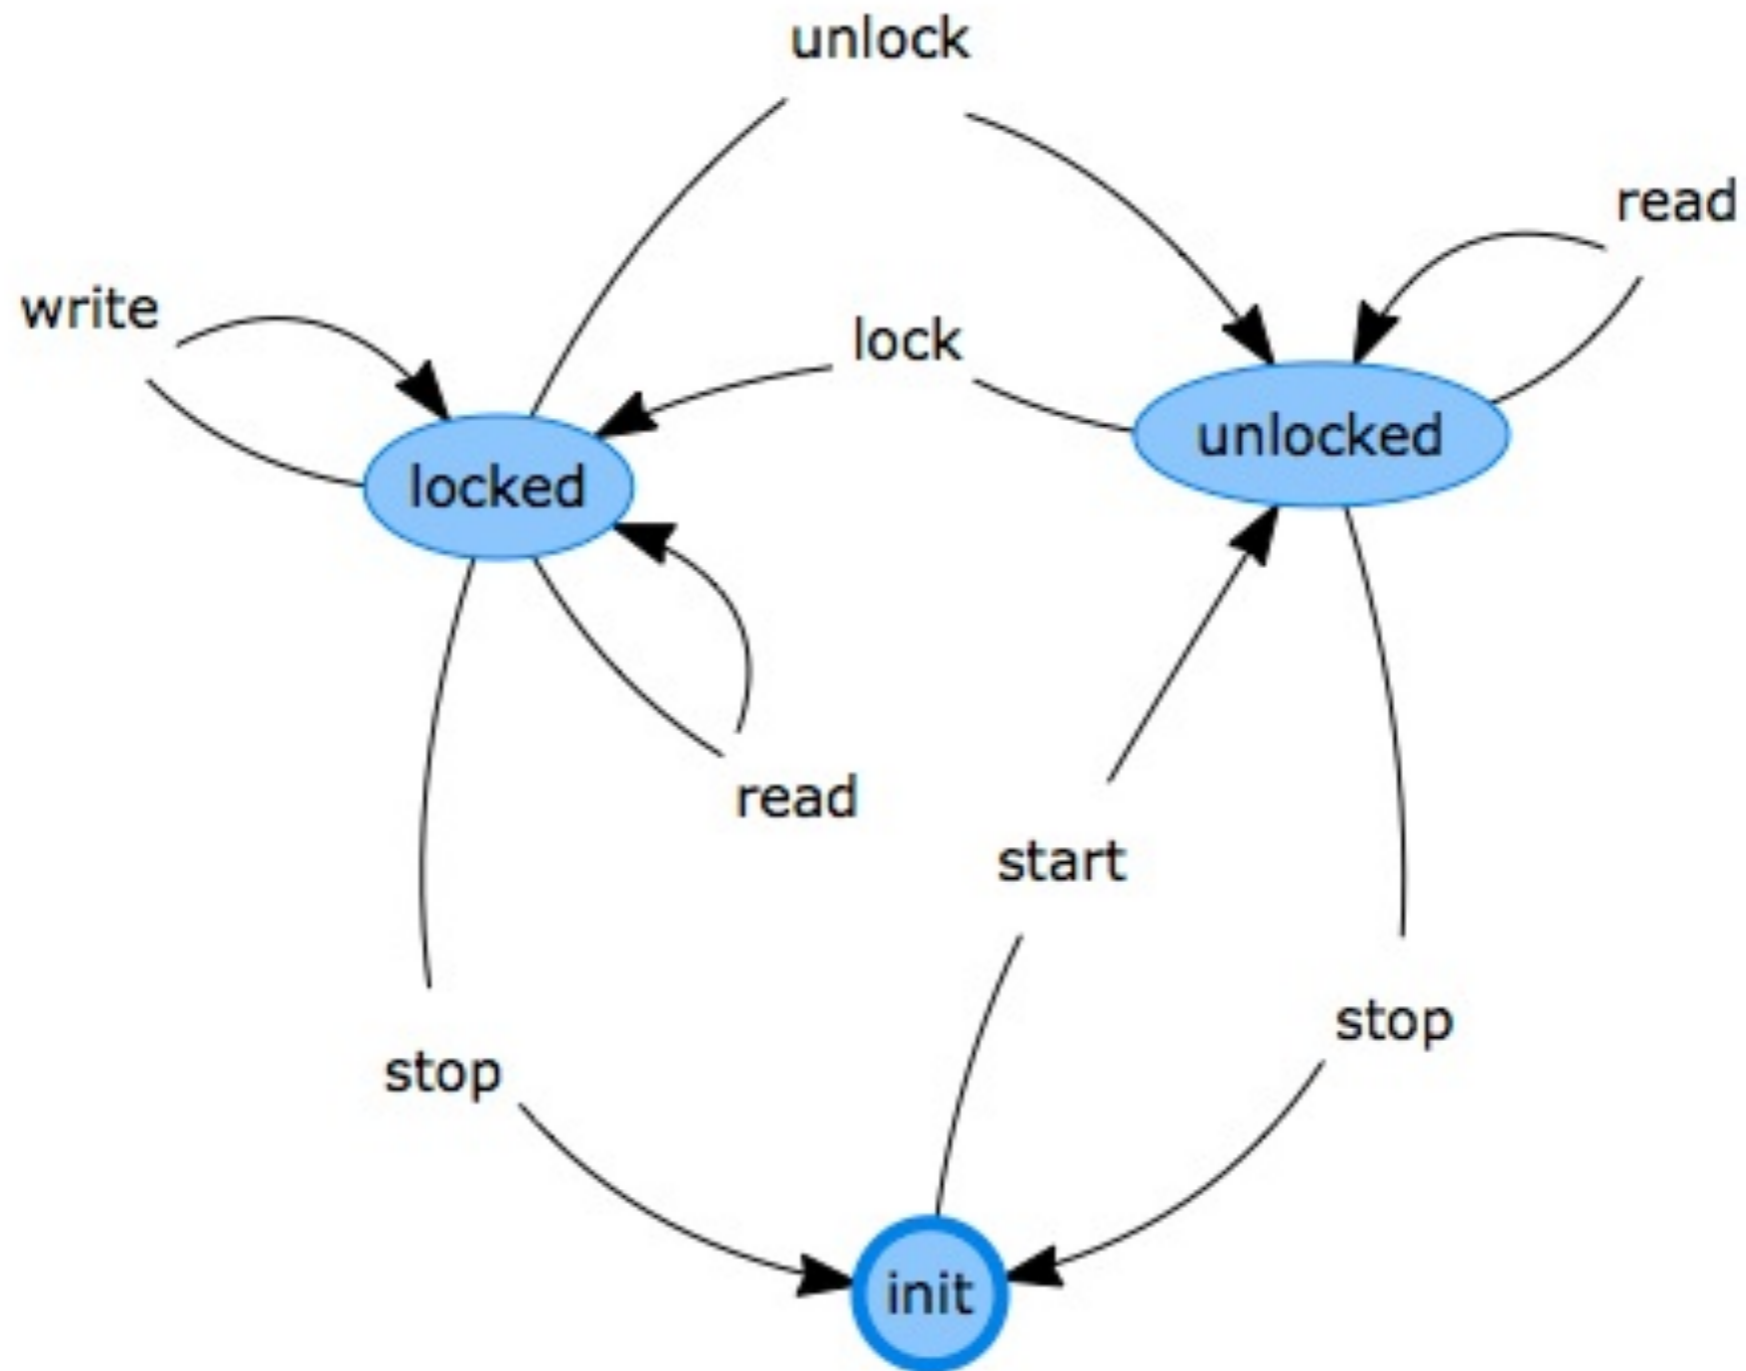 unlock
read
write
lock
unlocked
locked
read
start
stop
stop
init